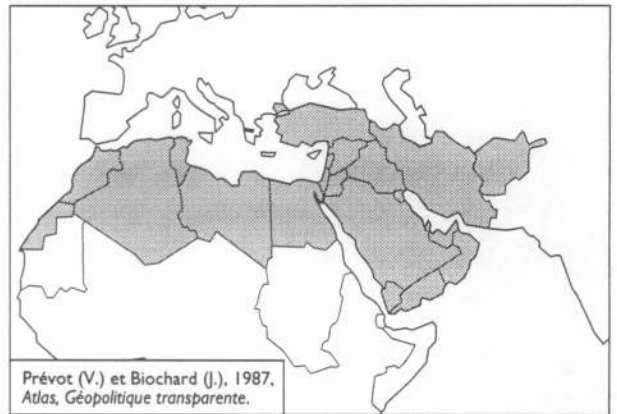 Prévot (V.) et Biochard (J.), 1987,
Atlas, Géopolitique transparente.